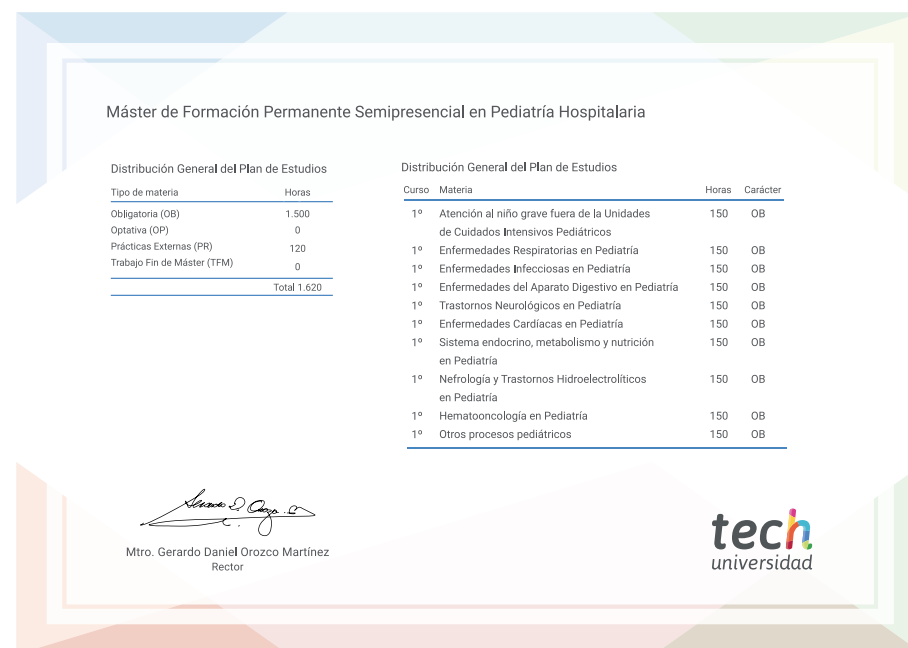 Máster de Formación Permanente Semipresencial en Pediatría Hospitalaria
Distribución General del Plan de Estudios
Tipo de materia Horas
Obligatoria (OB) 1.500
Optativa (OP) 0
Prácticas Externas (PR) 120
Trabajo Fin de Máster (TFM) 0
Total 1.620
Distribución General del Plan de Estudios
Curso Materia Horas Carácter
1º Atención al niño grave fuera de la Unidades 150 OB
de Cuidados Intensivos Pediátricos
1º Enfermedades Respiratorias en Pediatría 150 OB
1º Enfermedades Infecciosas en Pediatría 150 OB
1º Enfermedades del Aparato Digestivo en Pediatría 150 OB
1º Trastornos Neurológicos en Pediatría 150 OB
1º Enfermedades Cardíacas en Pediatría 150 OB
1º Sistema endocrino, metabolismo y nutrición 150 OB
en Pediatría
1º Nefrología y Trastornos Hidroelectrolíticos 150 OB
en Pediatría
1º Hematooncología en Pediatría 150 OB
1º Otros procesos pediátricos 150 OB
Mtro. Gerardo Daniel Orozco Martínez
Rector
tech
universidad